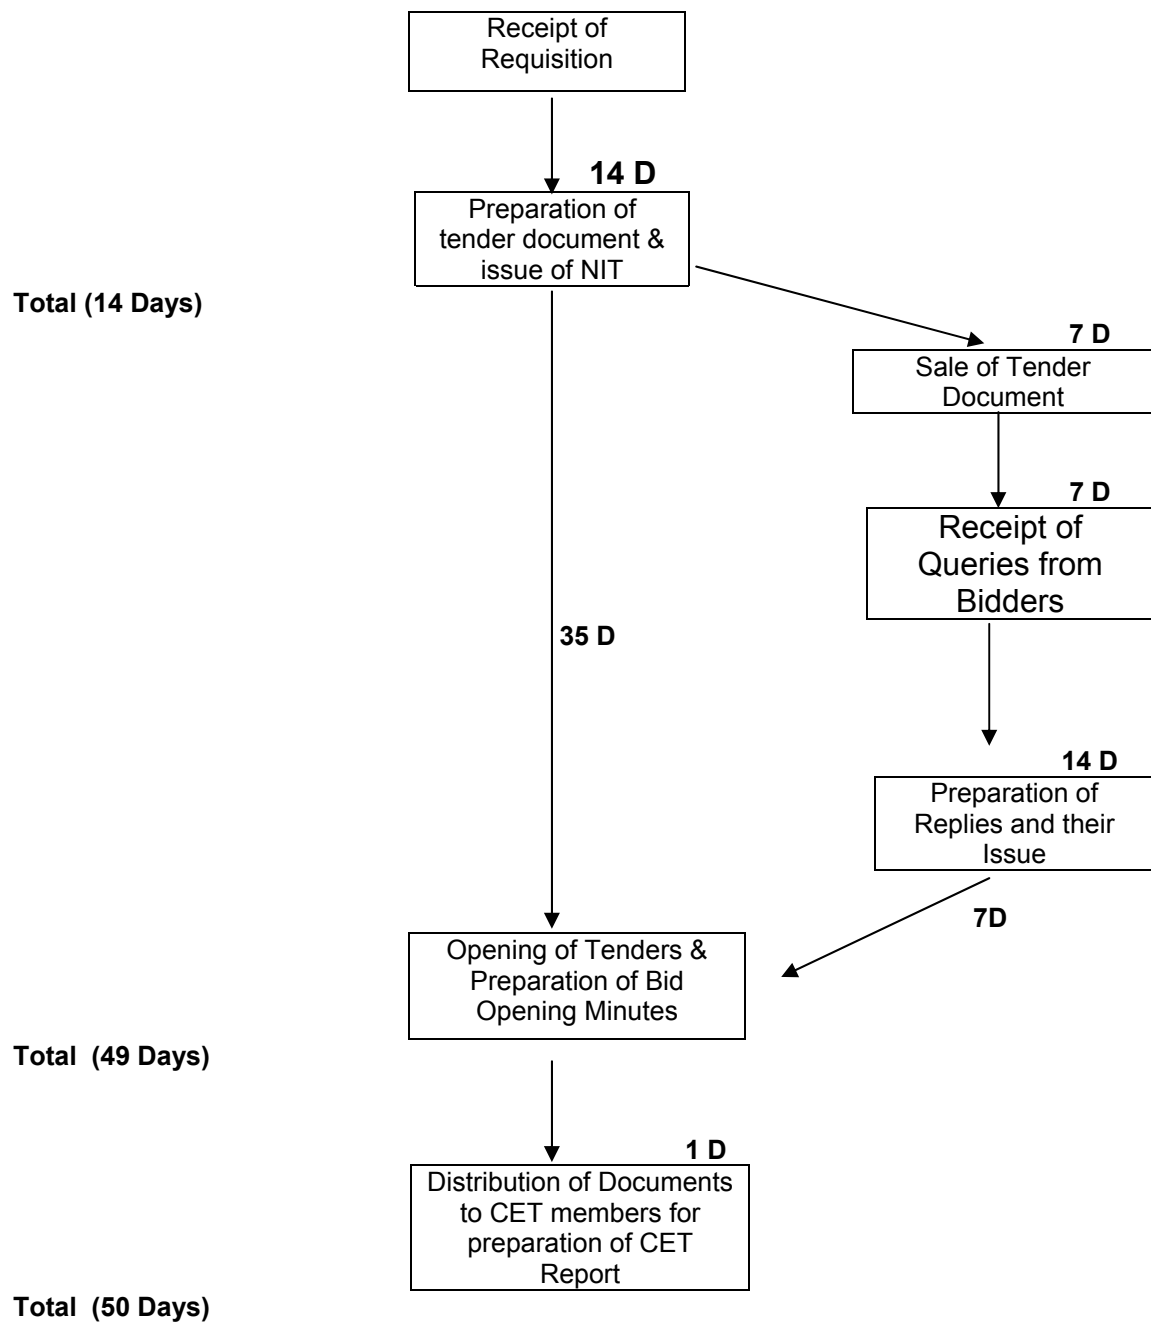 Receipt of
Requisition
14 D
Preparation of
tender document &
issue of NIT
Total (14 Days)
7 D
Sale of Tender
Document
7 D
Receipt of
Queries from
Bidders
35 D
14 D
Preparation of
Replies and their
Issue
7D
Opening of Tenders &
Preparation of Bid
Opening Minutes
Total  (49 Days)
1 D
Distribution of Documents
to CET members for
preparation of CET
Report
Total  (50 Days)